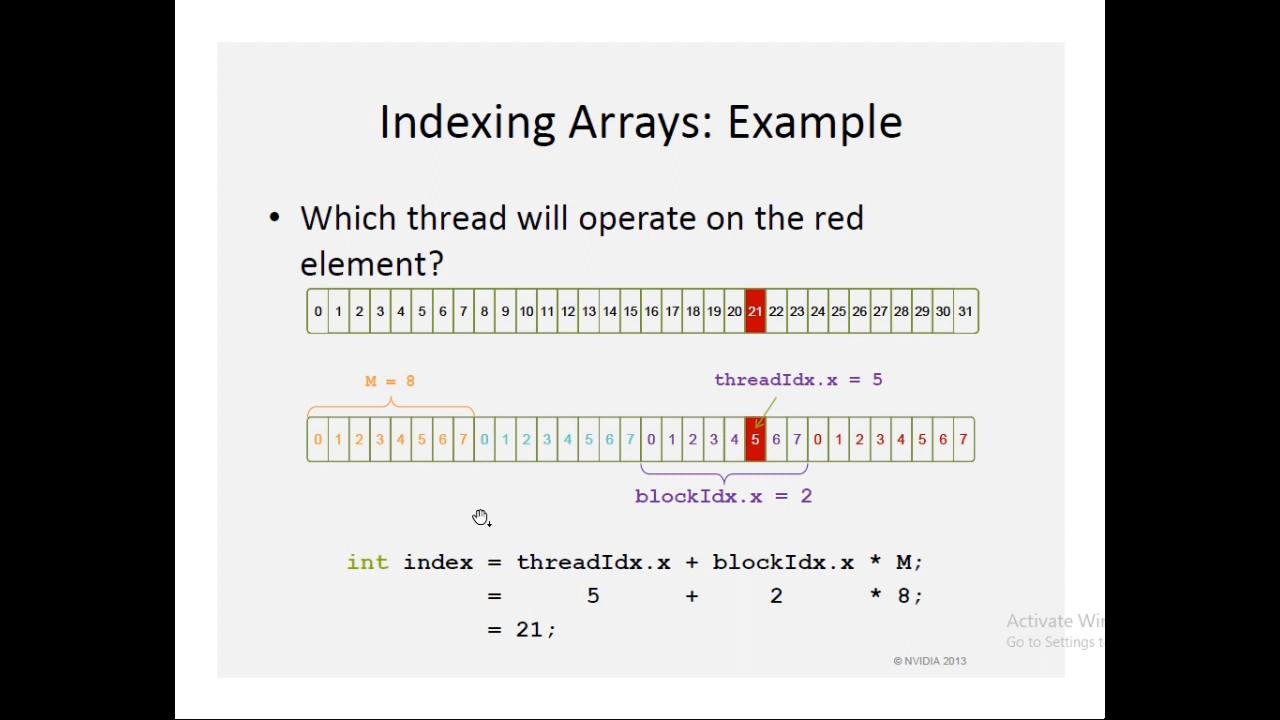 Indexing Arrays: Example
• Which thread will operate on the red
element?
0 1 2 3 4 5 6 7 8 9 10 11 12 13 14 15 16 17 18 19 20 21 22 23 24 25 26 27 28 29 30 31
M = 8 threadIdx.x = 5
0 1 2 3 4 5 6 7 0 1 2 3 4 5 6 7 0 1 2 3 4 5 6 7 0 1 2 3 4 5 6 7
blockIdx.x = 2
int index = threadIdx.x + blockIdx.x * M;
= 5 + 2 * 8;
= 21;
Activate Wi
Go to Settings t
© NVIDIA 2013